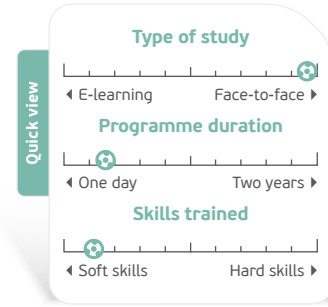 Quick view
Type of study
E-learning Face-to-face
Programme duration
One day Two years
Skills trained
Soft skills Hard skills